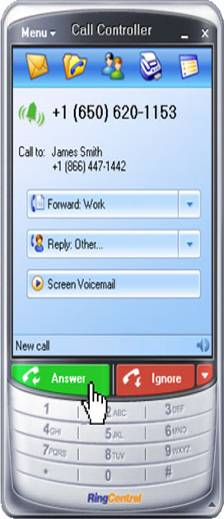 Menu Call Controller
+1 (650) 620-1153
Call to: James Smith
+1 (866) 447-1442
Forward: Work
Reply: Other...
Screen Voicemail
New call
Answer Ignore
1 2 ABC 3 DEF
4 GHI 5 JKL 6 MNO
7 PQRS 8 TUV 9 WXYZ
* 0 #
RingCentral